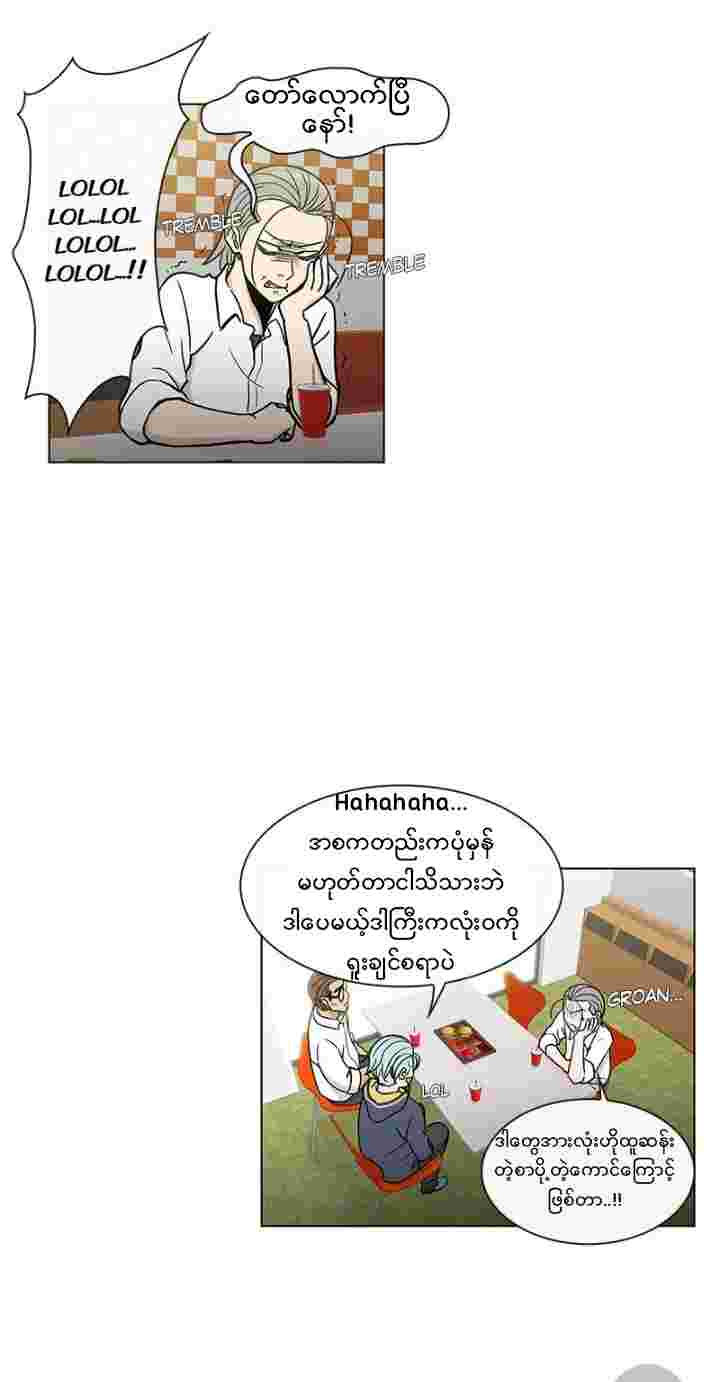 တော်လောက်ပြီ
နော်!
LOLOL
LOL...LOL
LOLOL...
LOLOL...!!
TREMBLE
TREMBLE
Hahahaha...
အစကတည်းကပုံမှန်
မဟုတ်တာငါသိသားဘဲ
ဒါပေမယ့်ဒါကြီးကလုံးဝကို
ရူးချင်စရာပဲ
GROAN...
LOL
ဒါတွေအားလုံးဟိုထူဆန်း
တဲ့စာပို့တဲ့ကောင်ကြောင့်
ဖြစ်တာ..!!